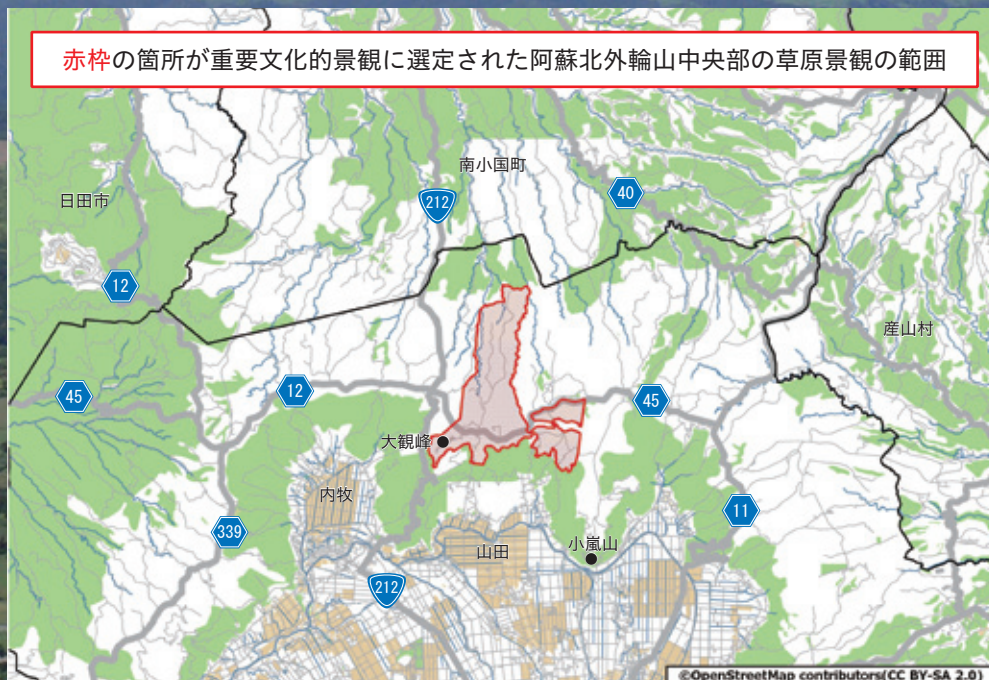 赤枠の箇所が重要文化的景観に選定された阿蘇北外輪山中央部の草原景観の範囲
南小国町
日田市
212
40
12
産山村
45
12
45
大観峰
内牧
11
339
山田
小嵐山
212
©OpenStreetMap contributors(CC BY-SA 2.0)